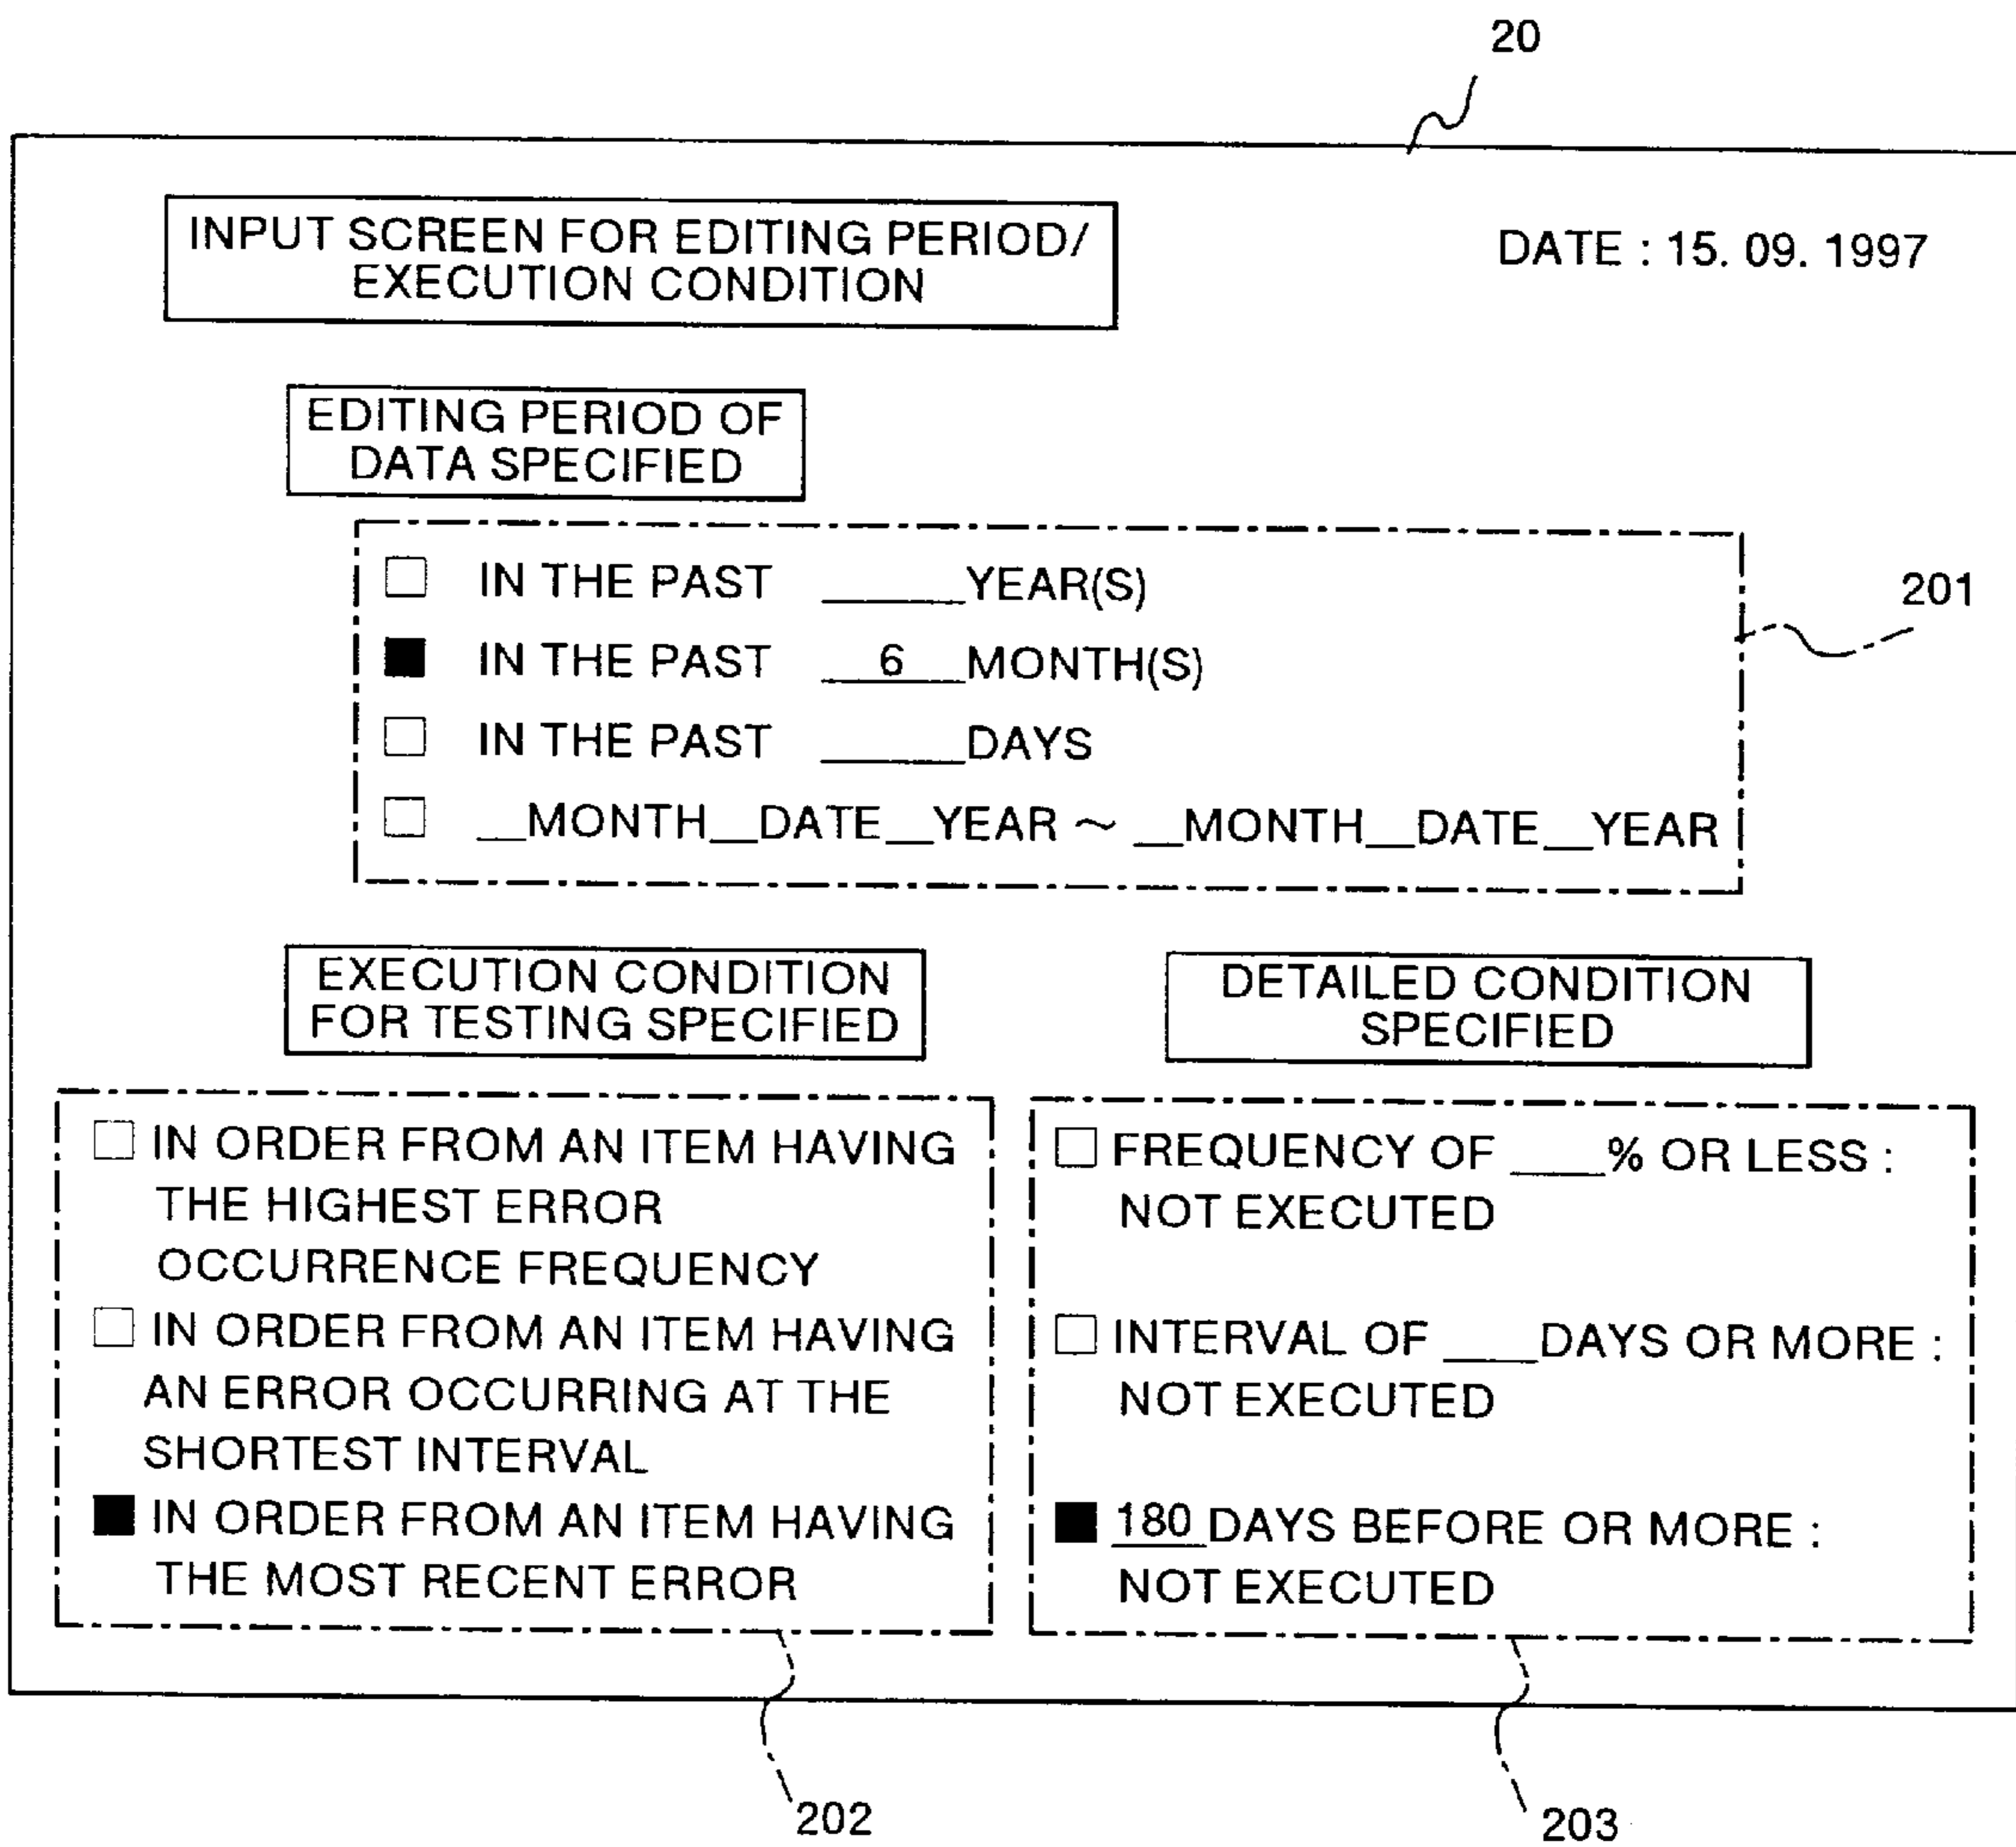 20
INPUT SCREEN FOR EDITING PERIOD/
EXECUTION CONDITION
DATE : 15. 09. 1997
EDITING PERIOD OF
DATA SPECIFIED
□ IN THE PAST ______YEAR(S)
■ IN THE PAST __6__MONTH(S)
□ IN THE PAST ______DAYS
□ __MONTH__DATE__YEAR ~ __MONTH__DATE__YEAR
201
EXECUTION CONDITION
FOR TESTING SPECIFIED
□ IN ORDER FROM AN ITEM HAVING
THE HIGHEST ERROR
OCCURRENCE FREQUENCY
□ IN ORDER FROM AN ITEM HAVING
AN ERROR OCCURRING AT THE
SHORTEST INTERVAL
■ IN ORDER FROM AN ITEM HAVING
THE MOST RECENT ERROR
202
DETAILED CONDITION
SPECIFIED
□ FREQUENCY OF ____% OR LESS :
NOT EXECUTED
□ INTERVAL OF ____DAYS OR MORE :
NOT EXECUTED
■ 180 DAYS BEFORE OR MORE :
NOT EXECUTED
203